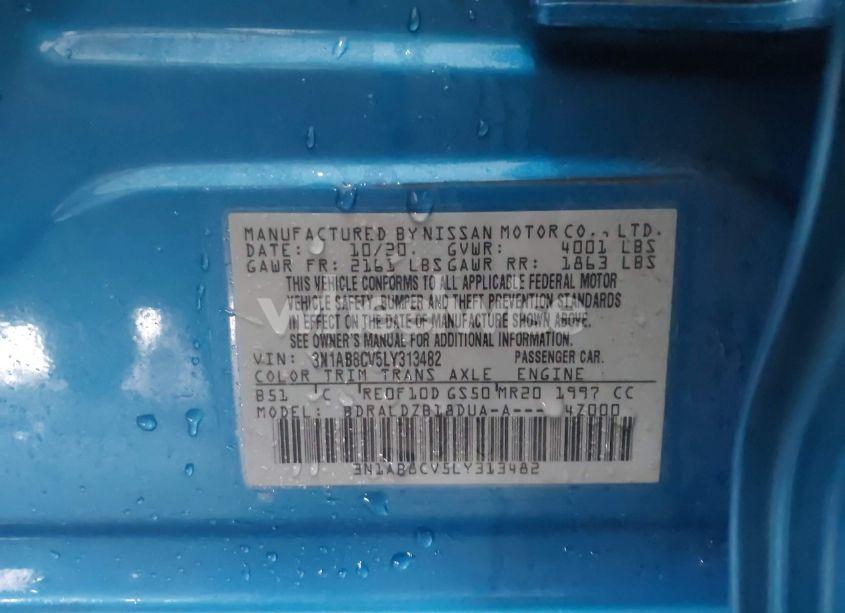 MANUFACTURED BY NISSAN MOTOR CO., LTD.
DATE: 10/20. GVWR: 4001 LBS
GAWR FR: 2161 LBS GAWR RR: 1863 LBS
THIS VEHICLE CONFORMS TO ALL APPLICABLE FEDERAL MOTOR
VEHICLE SAFETY, BUMPER AND THEFT PREVENTION STANDARDS
IN EFFECT ON THE DATE OF MANUFACTURE SHOWN ABOVE.
SEE OWNER'S MANUAL FOR ADDITIONAL INFORMATION.
VIN: 3N1AB8CV5LY313482 PASSENGER CAR.
COLOR TRIM TRANS AXLE ENGINE
B51 C RE0F10D GS50 MR20 1997 CC
MODEL: BDRALDZB18DUA-A--- 4Z000
3N1AB8CV5LY313482